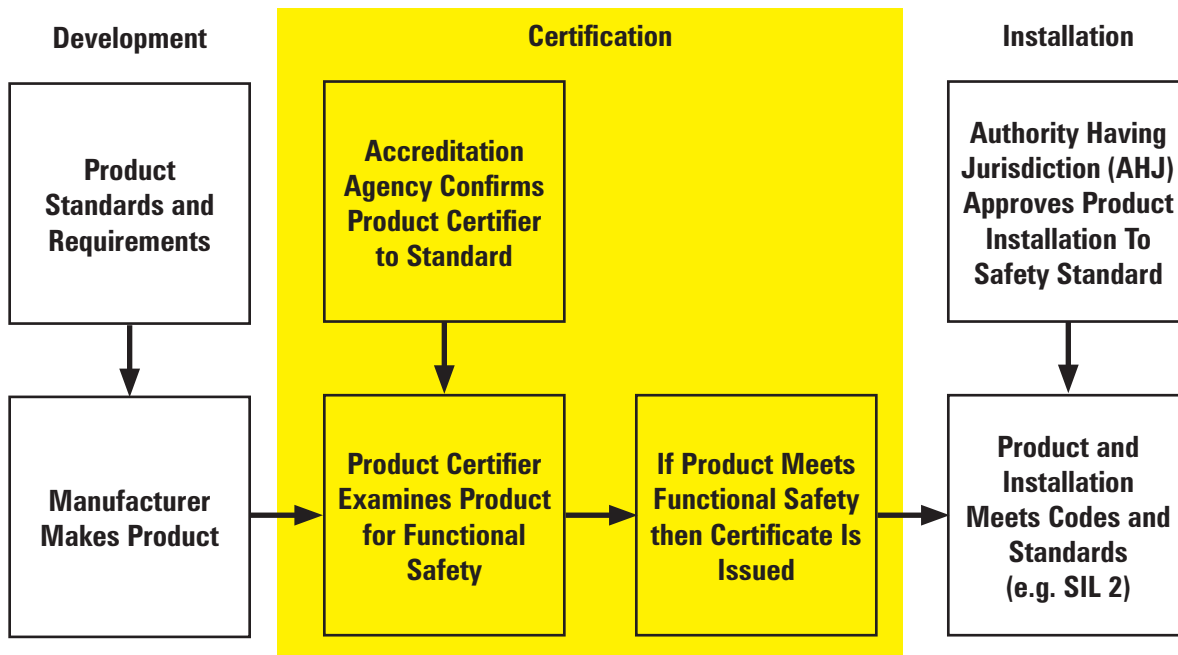 Development
Certification
Installation
Product
Standards and
Requirements
Accreditation
Agency Confirms
Product Certifier
to Standard
Authority Having
Jurisdiction (AHJ)
Approves Product
Installation To
Safety Standard
Manufacturer
Makes Product
Product Certifier
Examines Product
for Functional
Safety
If Product Meets
Functional Safety
then Certificate Is
Issued
Product and
Installation
Meets Codes and
Standards
(e.g. SIL 2)